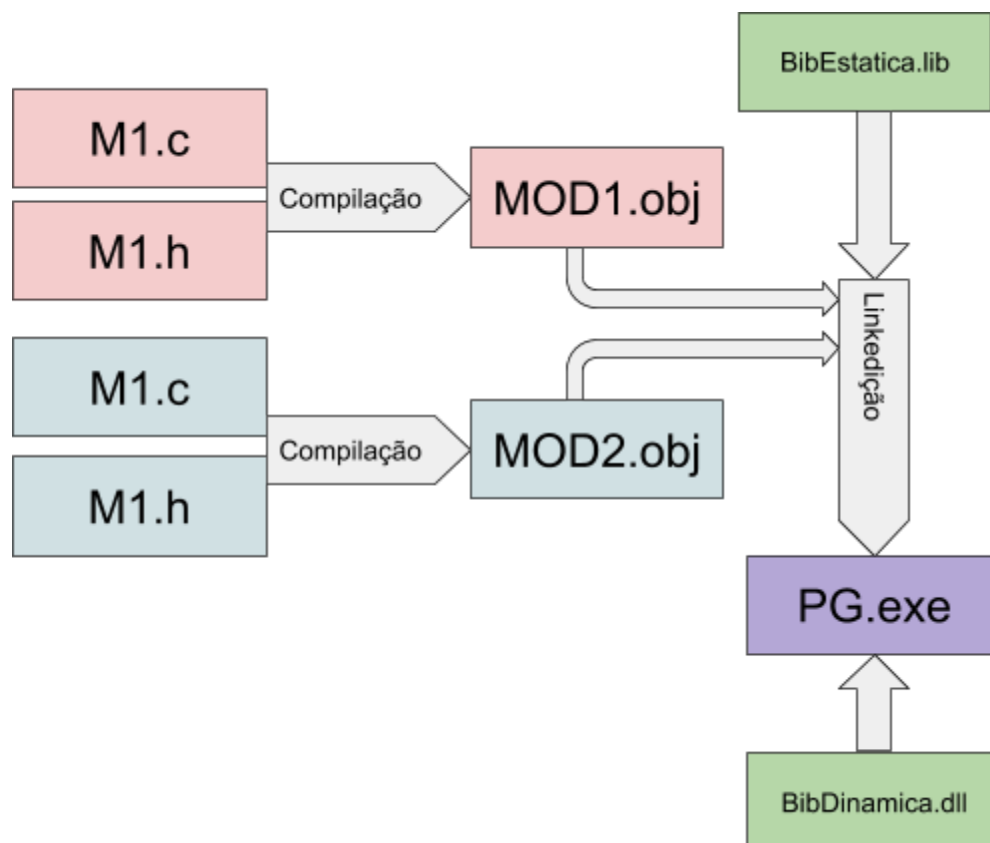 BibEstatica.lib
M1.c
M1.h
Compilação
MOD1.obj
M1.c
M1.h
Compilação
MOD2.obj
Linkedição
PG.exe
BibDinamica.dll